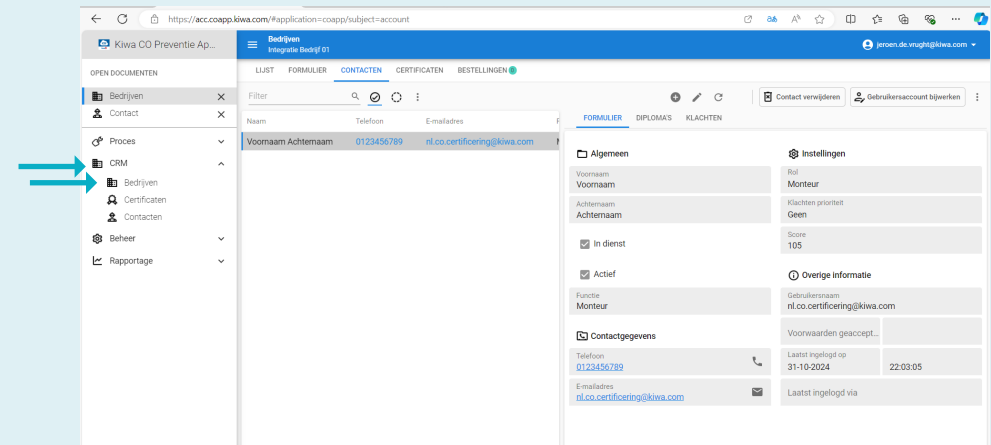 https://acc.coapp.kiwa.com/#application=coapp/subject=account
Kiwa CO Preventie Ap...
Bedrijven
Integratie Bedrijf 01
jeroen.de.vrught@kiwa.com
OPEN DOCUMENTEN
Bedrijven
Contact
Proces
CRM
Bedrijven
Certificaten
Contacten
Beheer
Rapportage
LIJST FORMULIER CONTACTEN CERTIFICATEN BESTELLINGEN
Filter
Contact verwijderen
Gebruikersaccount bijwerken
Naam Telefoon E-mailadres
Voornaam Achternaam 0123456789 nl.co.certificering@kiwa.com
FORMULIER DIPLOMA'S KLACHTEN
Algemeen
Voornaam
Voornaam
Achternaam
Achternaam
In dienst
Actief
Functie
Monteur
Contactgegevens
Telefoon
0123456789
E-mailadres
nl.co.certificering@kiwa.com
Instellingen
Rol
Monteur
Klachten prioriteit
Geen
Score
105
Overige informatie
Gebruikersnaam
nl.co.certificering@kiwa.com
Voorwaarden geaccept...
Laatst ingelogd op
31-10-2024 22:03:05
Laatst ingelogd via